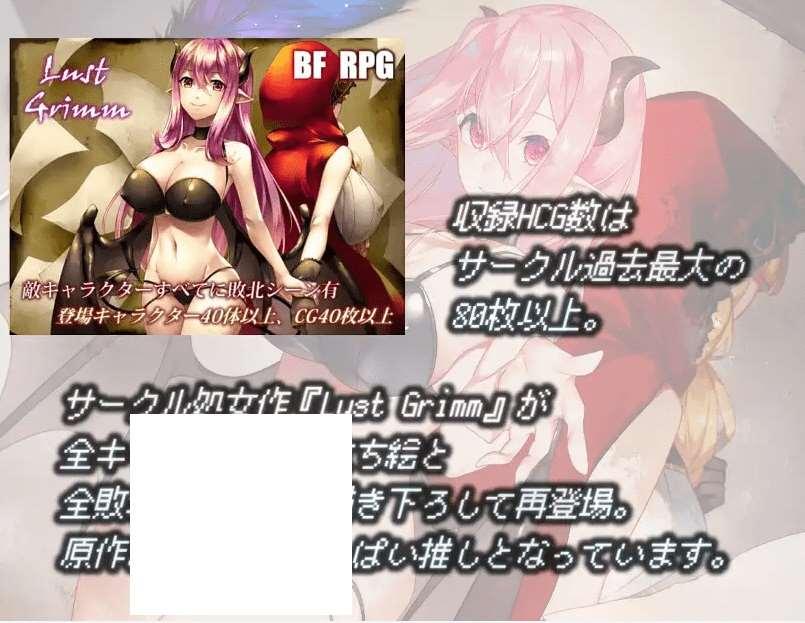 Lust
Grimm
BF RPG
敵キャラクターすべてに敗北シーン有
登場キャラクター40体以上、CG40枚以上
収録HCG数は
サークル過去最大の
80枚以上。
サークル処女作『Lust Grimm』が
全キ ち絵と
全敗 き下ろして再登場。
原作 ぱい推しとなっています。